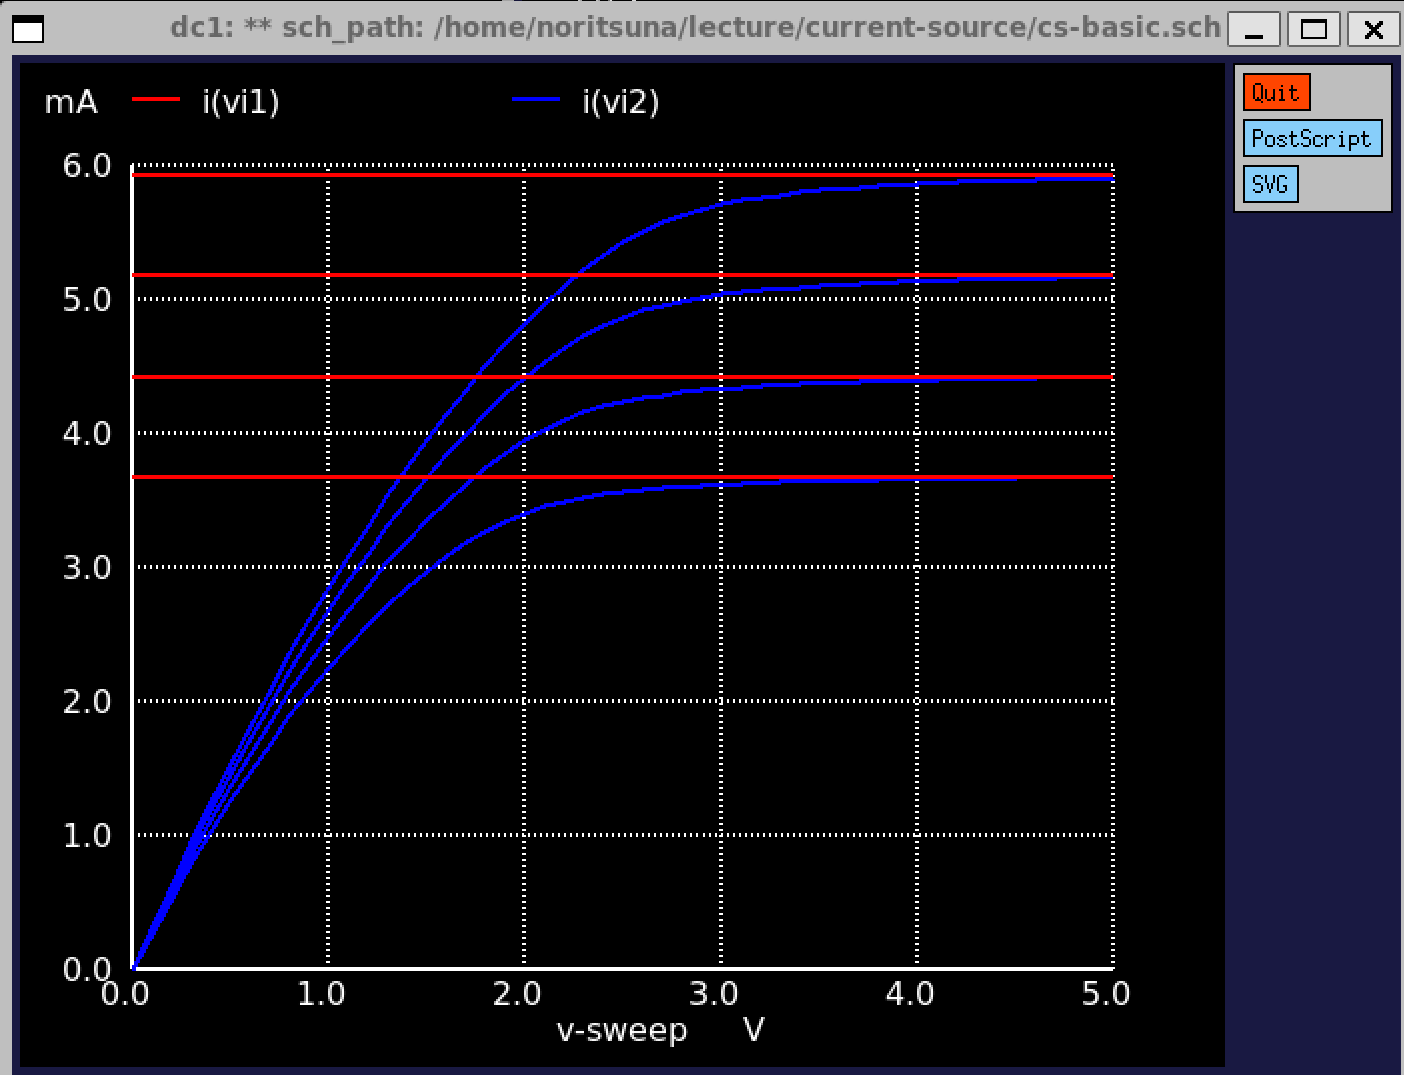 dc1: ** sch_path: /home/noritsuna/lecture/current-source/cs-basic.sch
Quit
PostScript
SVG
mA i(vi1) i(vi2)
6.0
5.0
4.0
3.0
2.0
1.0
0.0
0.0 1.0 2.0 3.0 4.0 5.0
v-sweep V